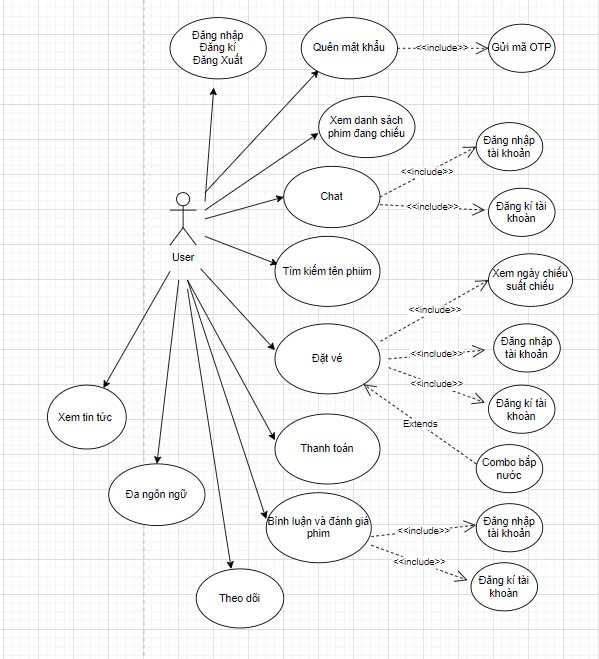 Đăng nhập
Đăng kí
Đăng Xuất
Quên mật khẩu
<<include>>
Gửi mã OTP
Xem danh sách
phim đang chiếu
Đăng nhập
tài khoản
<<include>>
Chat
<<include>>
Đăng kí tài
khoàn
User
Tìm kiếm tên phiim
Xem ngày chiếu
suất chiếu
<<include>>
Đặt vé
<<include>>
Đăng nhập
tài khoản
<<include>>
Đăng kí tài
khoàn
Xem tin tức
Extends
Thanh toán
Combo bắp
nước
Đa ngôn ngữ
Bình luận và đánh giá
phim
<<include>>
Đăng nhập
tài khoản
<<include>>
Đăng kí tài
khoàn
Theo dõi